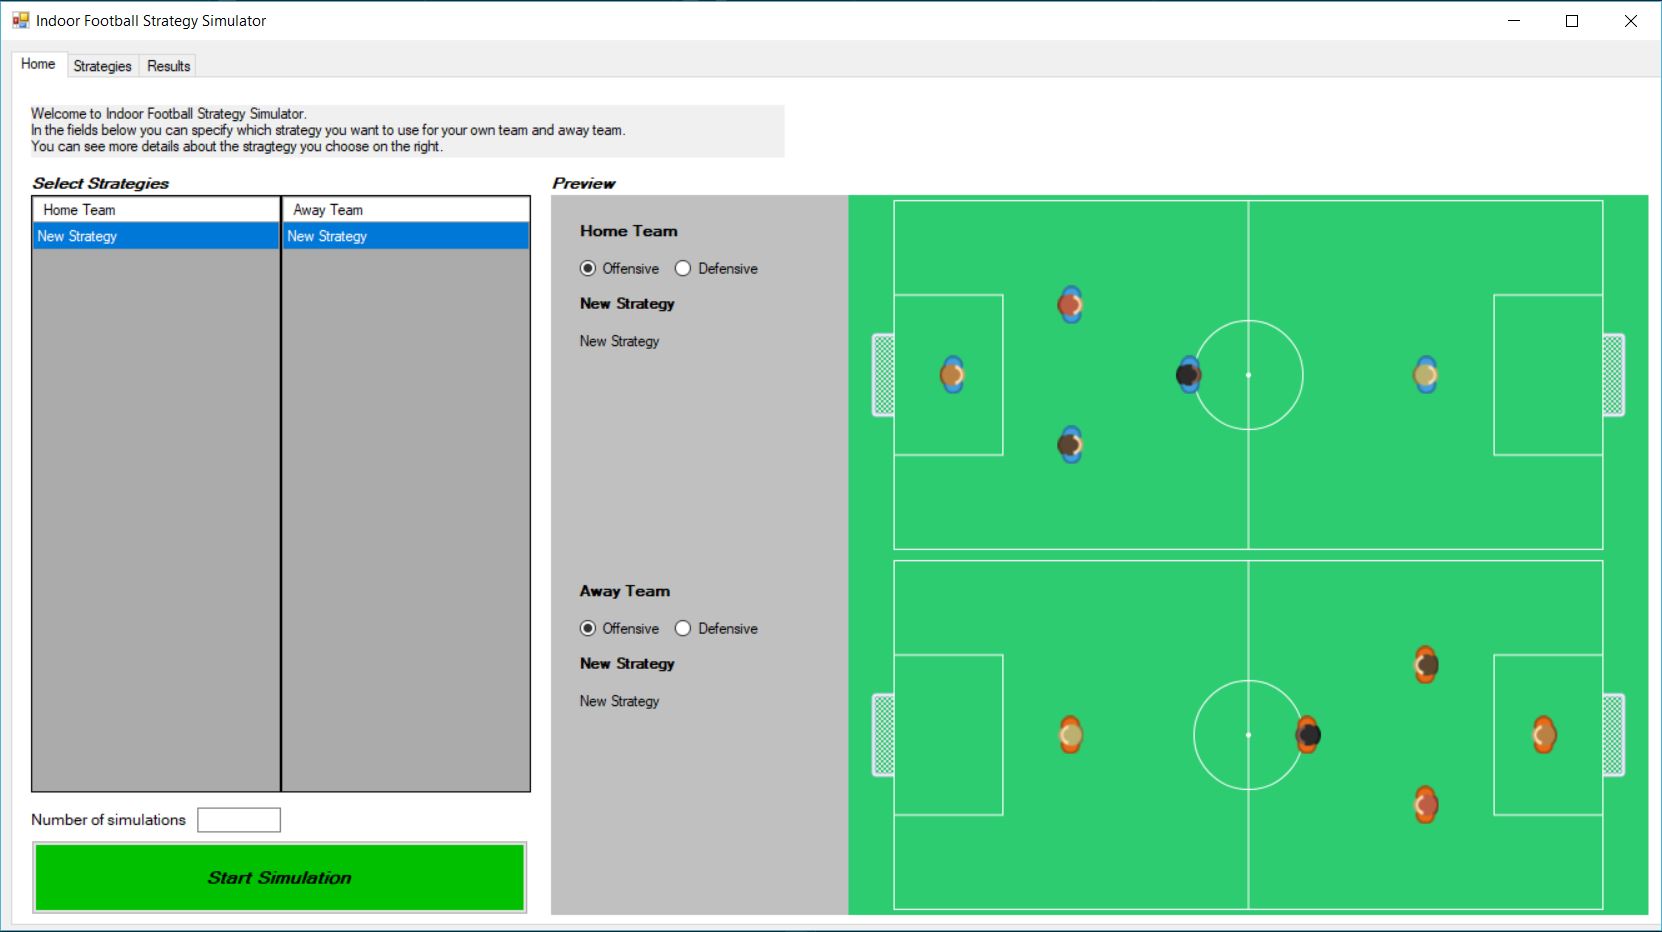 Indoor Football Strategy Simulator
Home Strategies Results
Welcome to Indoor Football Strategy Simulator.
In the fields below you can specify which strategy you want to use for your own team and away team.
You can see more details about the stragtegy you choose on the right.
Select Strategies
Home Team Away Team
New Strategy New Strategy
Number of simulations
Start Simulation
Preview
Home Team
Offensive Defensive
New Strategy
New Strategy
Away Team
Offensive Defensive
New Strategy
New Strategy